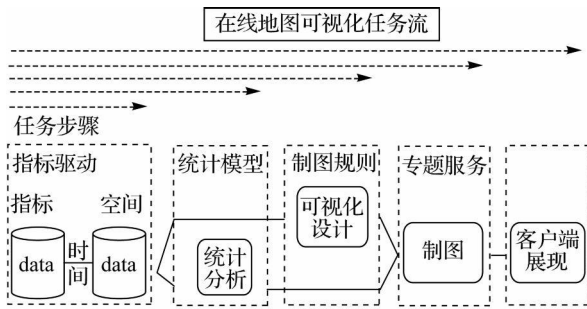 在线地图可视化任务流
任务步骤
指标驱动
统计模型
制图规则
专题服务
指标
空间
data
时
间
data
统计
分析
可视化
设计
制图
客户端
展现